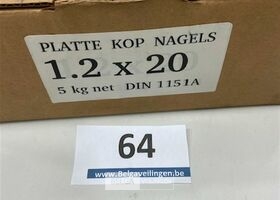 PLATTE KOP NAGELS
1.2 x 20
5 kg net DIN 1151A
64
www.Belgaveilingen.be